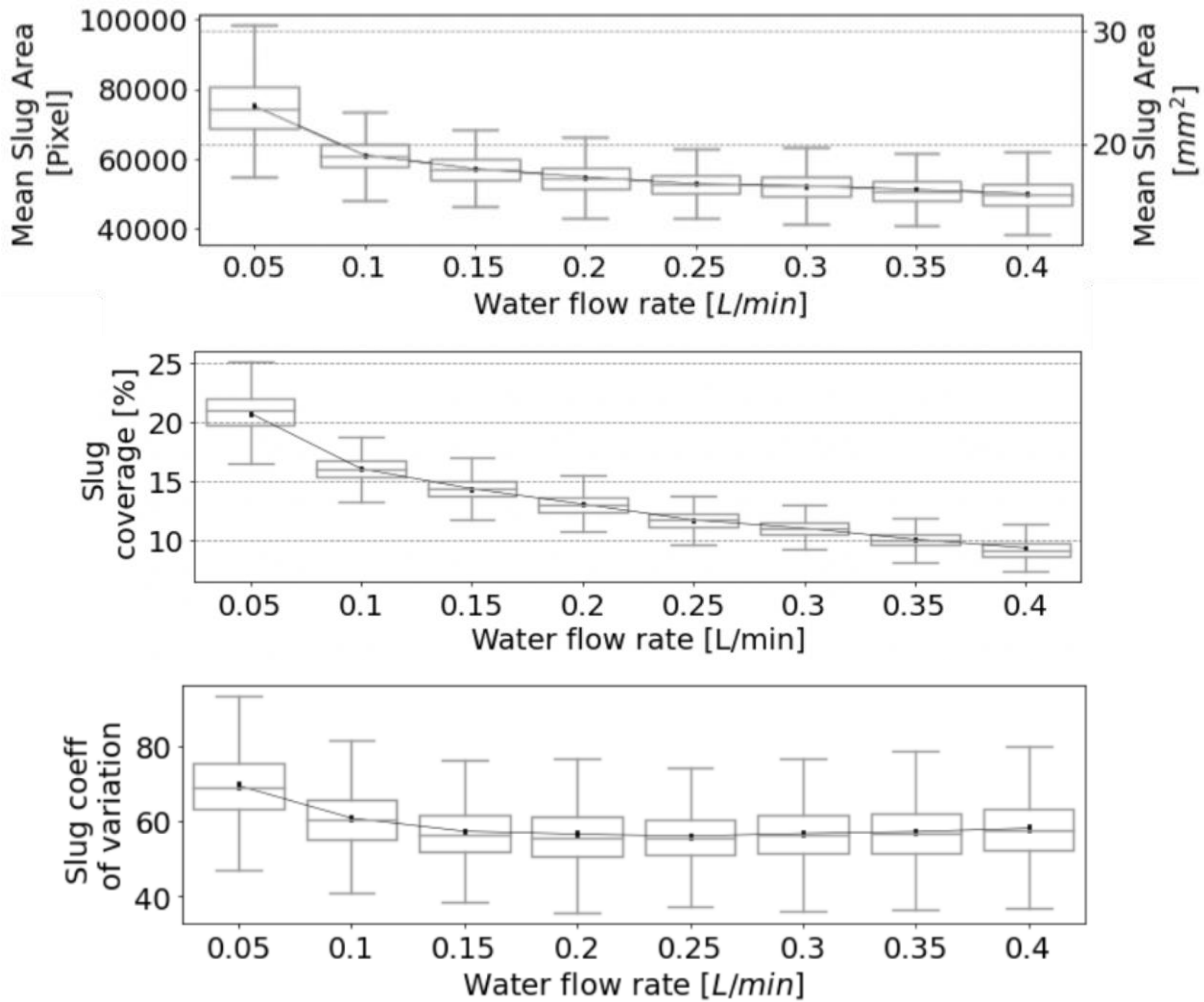 Mean Slug Area
[Pixel]
100000
80000
60000
40000
30
20
Mean Slug Area
[mm²]
0.05 0.1 0.15 0.2 0.25 0.3 0.35 0.4
Water flow rate [L/min]
Slug
coverage [%]
25
20
15
10
0.05 0.1 0.15 0.2 0.25 0.3 0.35 0.4
Water flow rate [L/min]
Slug coeff
of variation
80
60
40
0.05 0.1 0.15 0.2 0.25 0.3 0.35 0.4
Water flow rate [L/min]